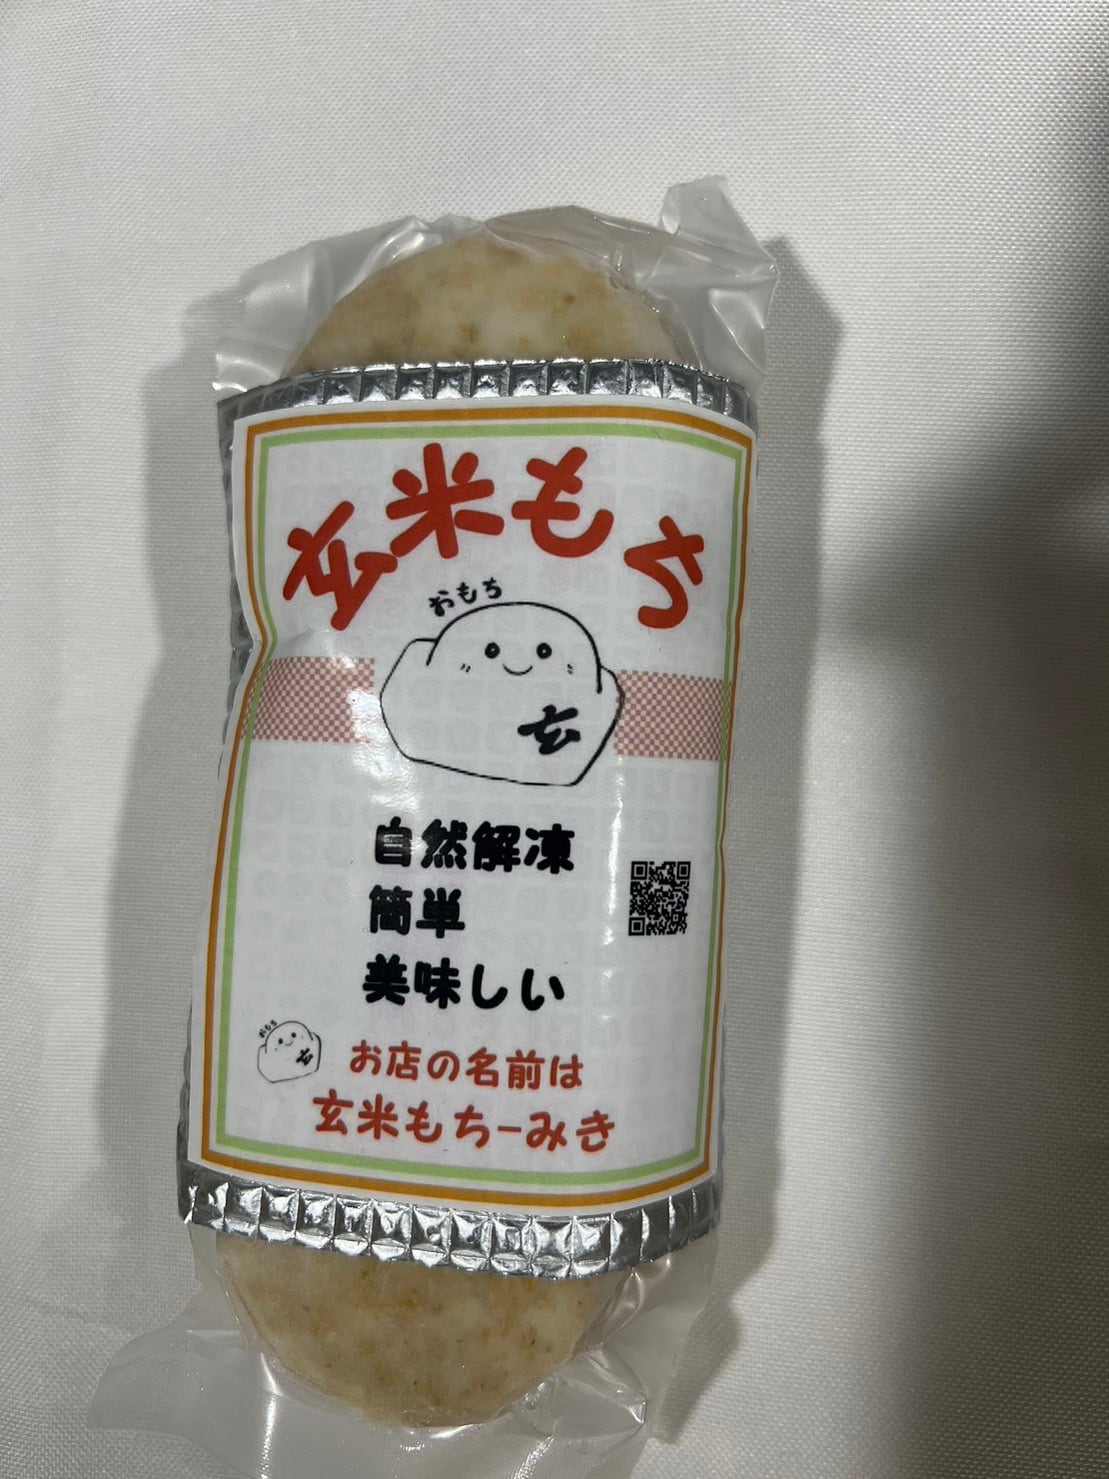 玄米もち
おもち
玄
自然解凍
簡単
美味しい
おもち
玄
お店の名前は
玄米もち-みき